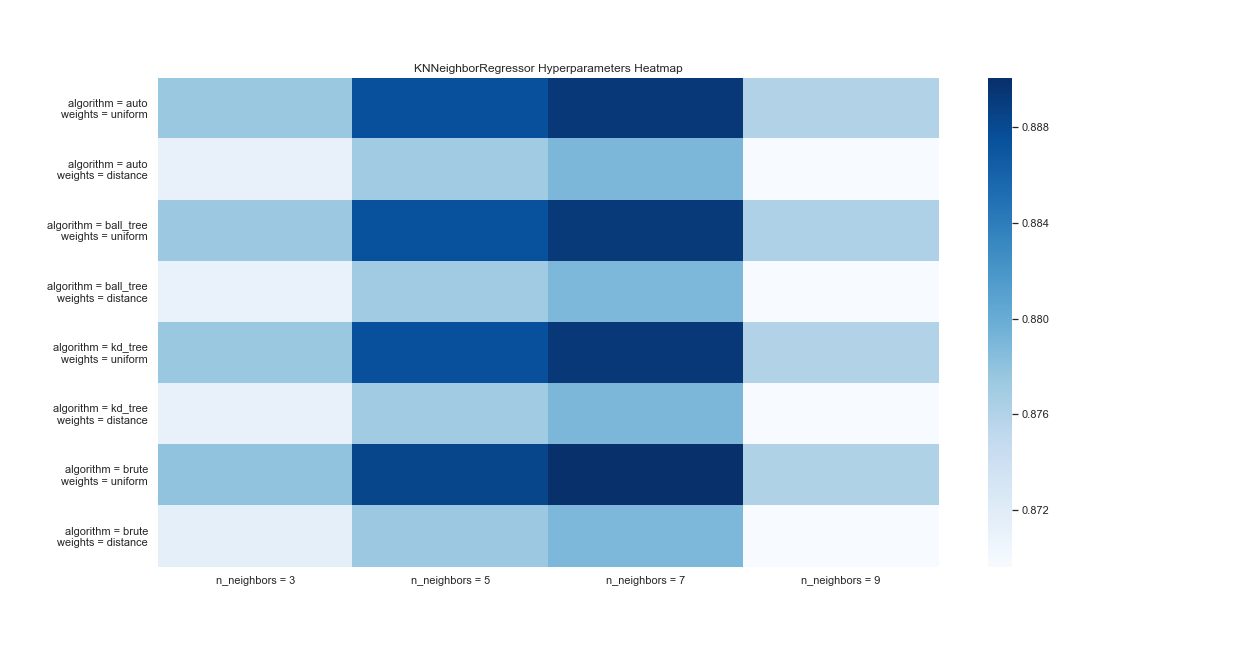 KNNeighborRegressor Hyperparameters Heatmap
algorithm = auto
weights = uniform
algorithm = auto
weights = distance
algorithm = ball_tree
weights = uniform
algorithm = ball_tree
weights = distance
algorithm = kd_tree
weights = uniform
algorithm = kd_tree
weights = distance
algorithm = brute
weights = uniform
algorithm = brute
weights = distance
n_neighbors = 3
n_neighbors = 5
n_neighbors = 7
n_neighbors = 9
0.888
0.884
0.880
0.876
0.872